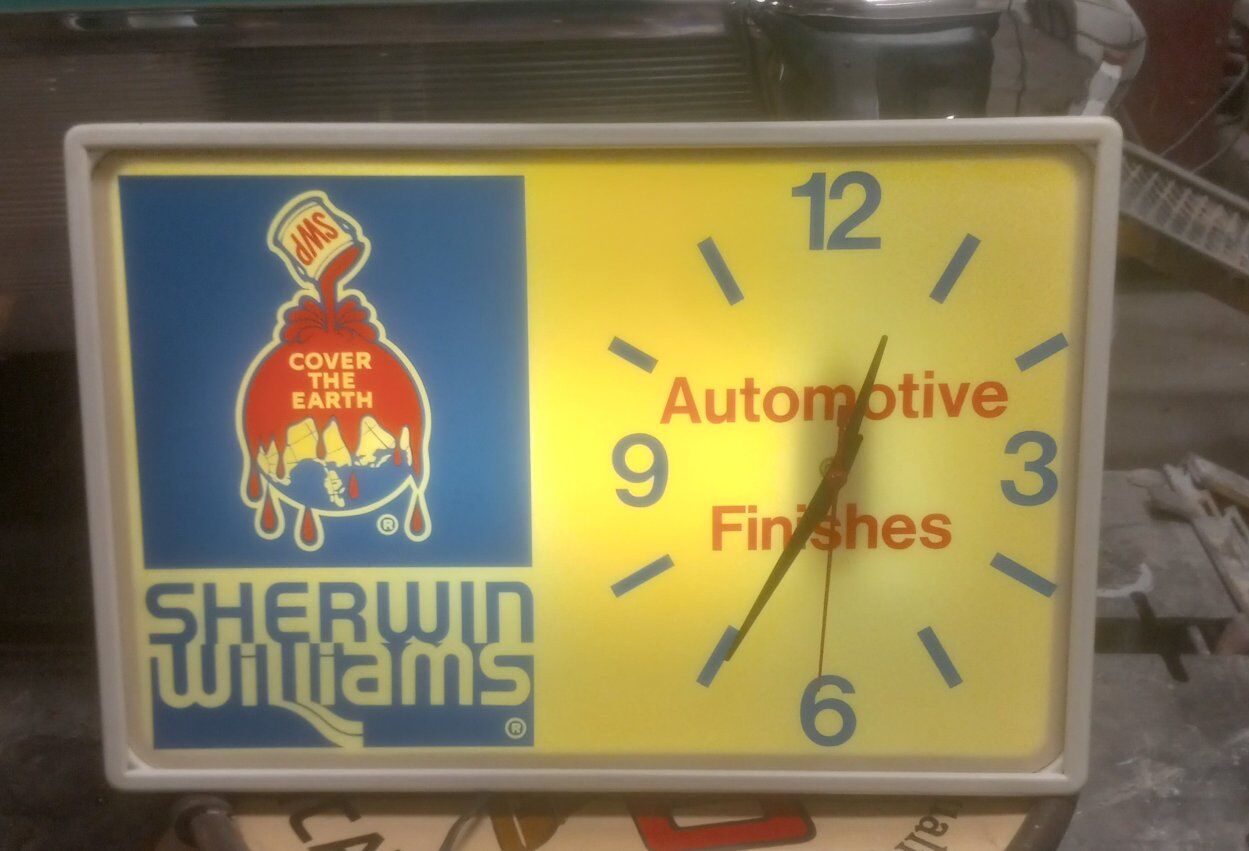 SWP
COVER
THE
EARTH
®
SHERWIN
WILLIAMS
®
12
Automotive
9
3
Finishes
6